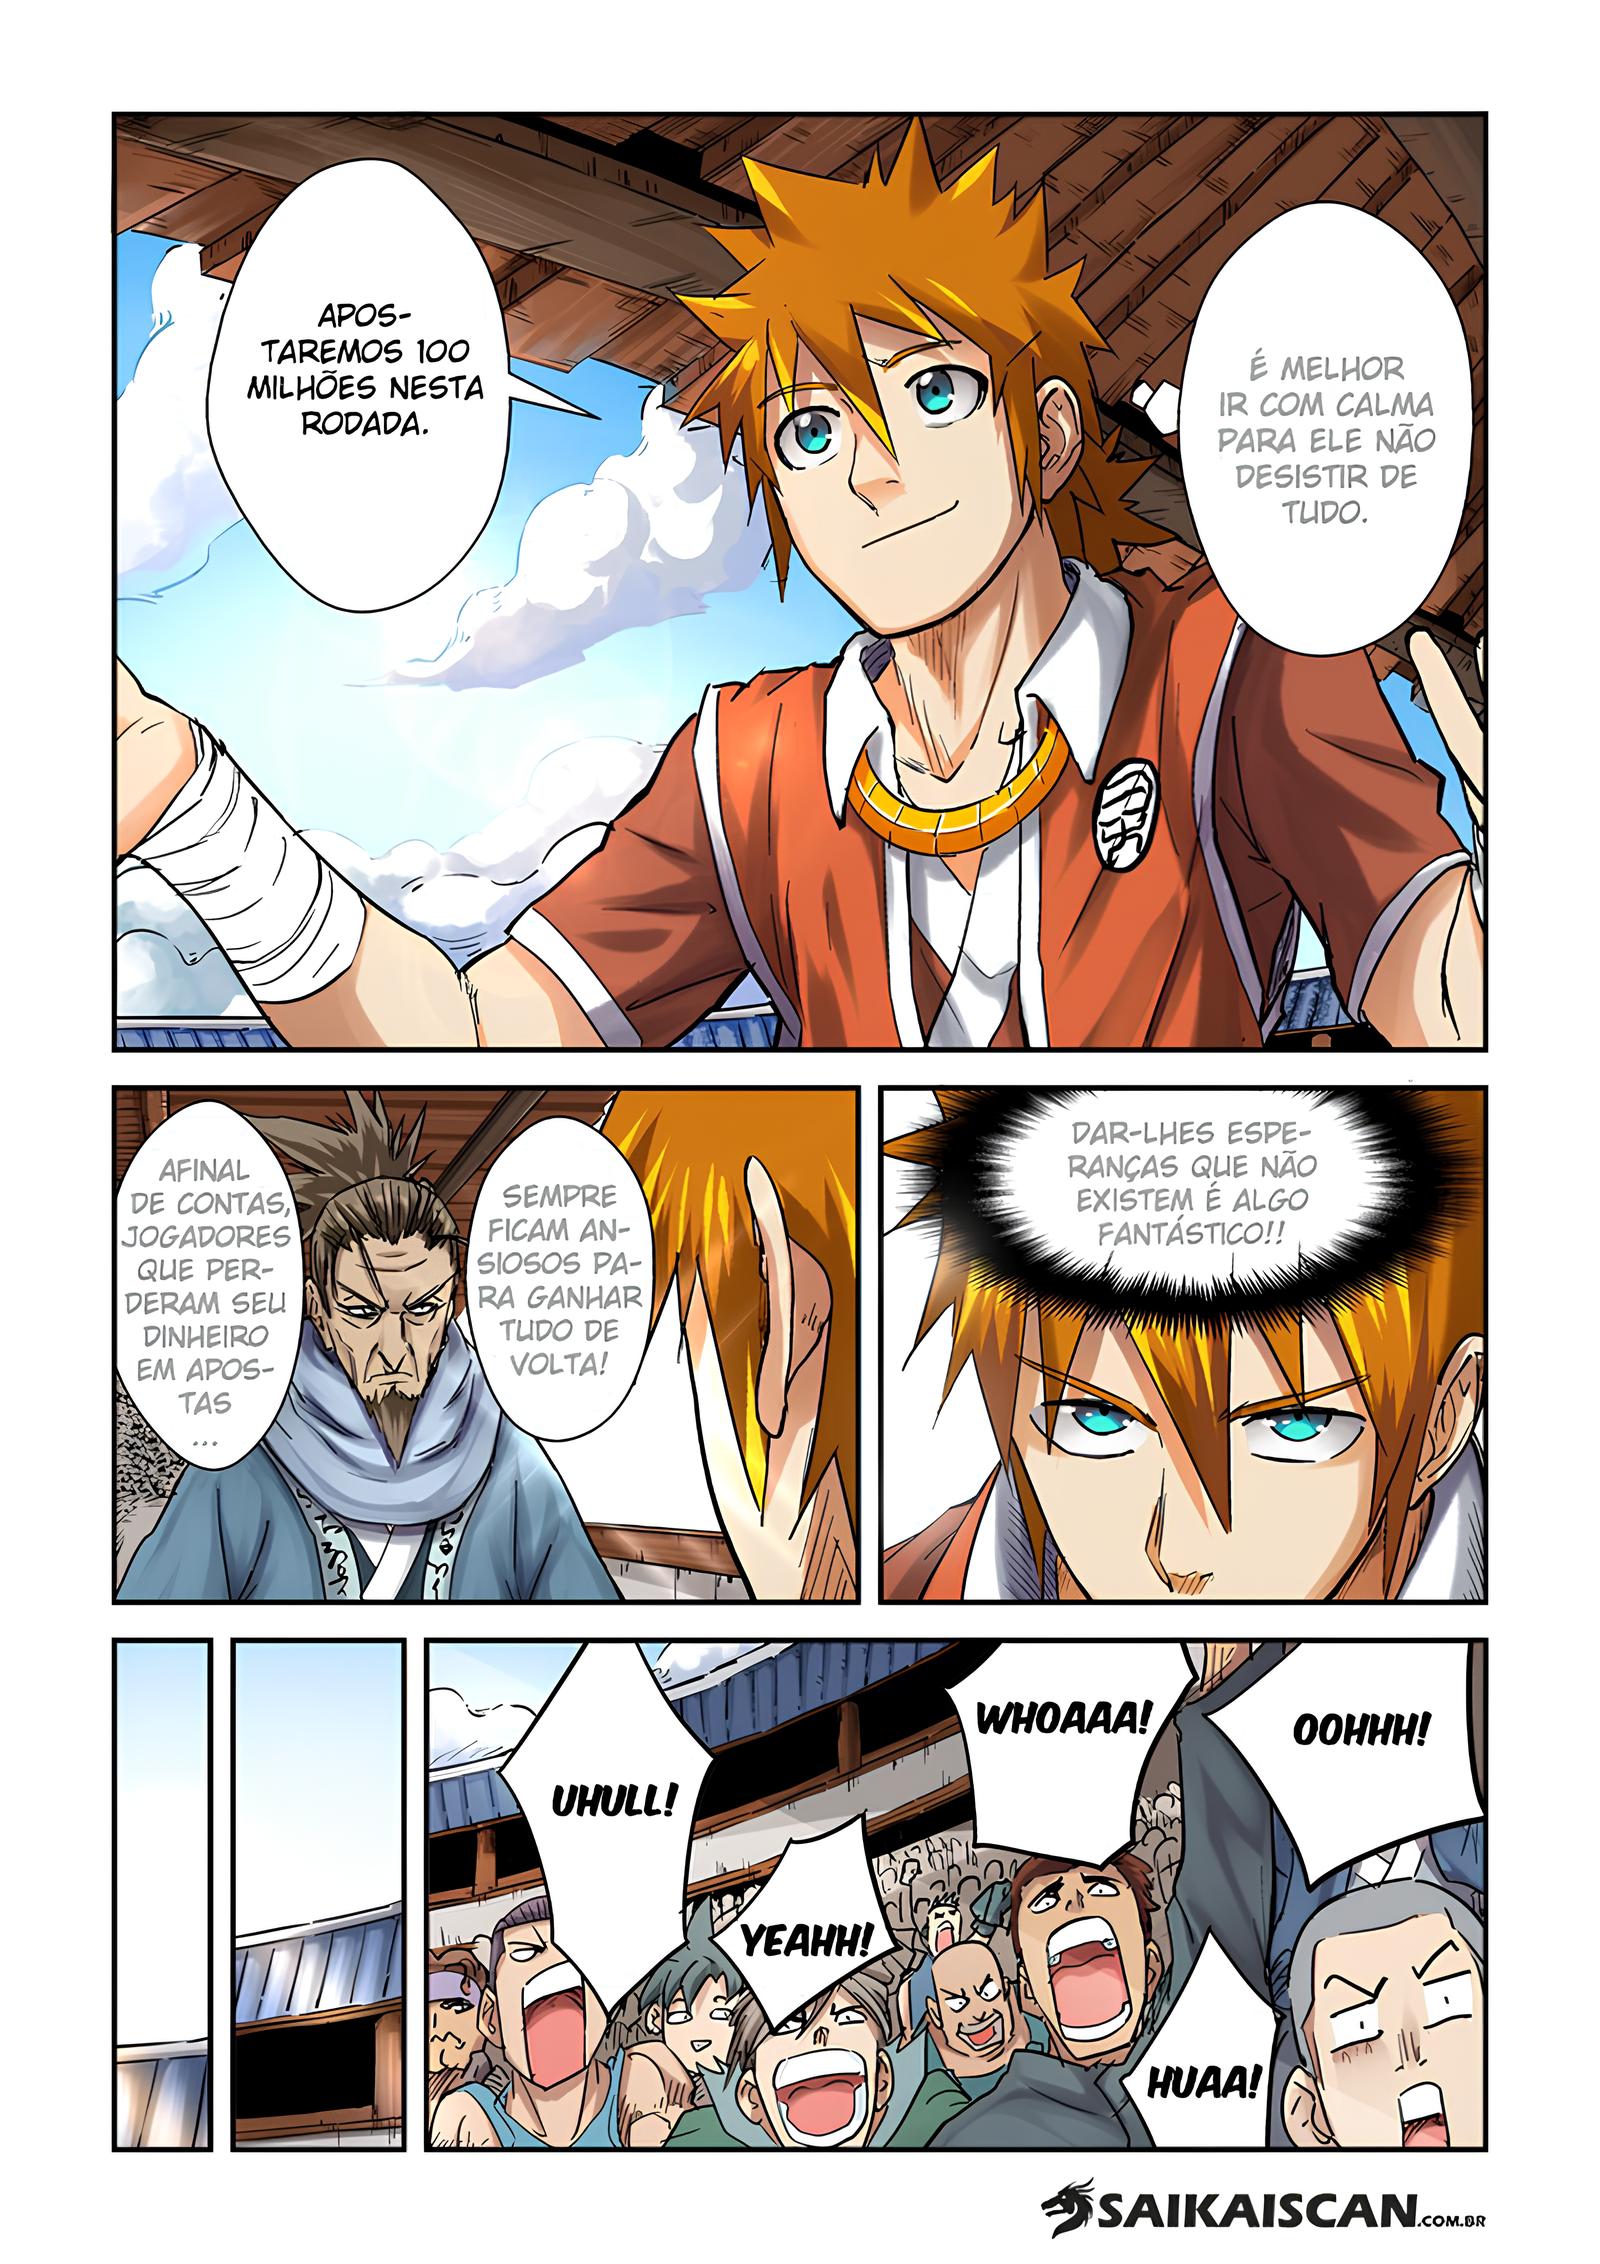 APOS-
TAREMOS 100
MILHÕES NESTA
RODADA.
É MELHOR
IR COM CALMA
PARA ELE NÃO
DESISTIR DE
TUDO.
AFINAL
DE CONTAS,
JOGADORES
QUE PER-
DERAM SEU
DINHEIRO
EM APOS-
TAS
...
SEMPRE
FICAM AN-
SIOSOS PA-
RA GANHAR
TUDO DE
VOLTA!
DAR-LHES ESPE-
RANÇAS QUE NÃO
EXISTEM É ALGO
FANTÁSTICO!!
UHULL!
YEAHH!
WHOAAA!
OOHHH!
HUAA!
SAIKAISCAN.COM.BR